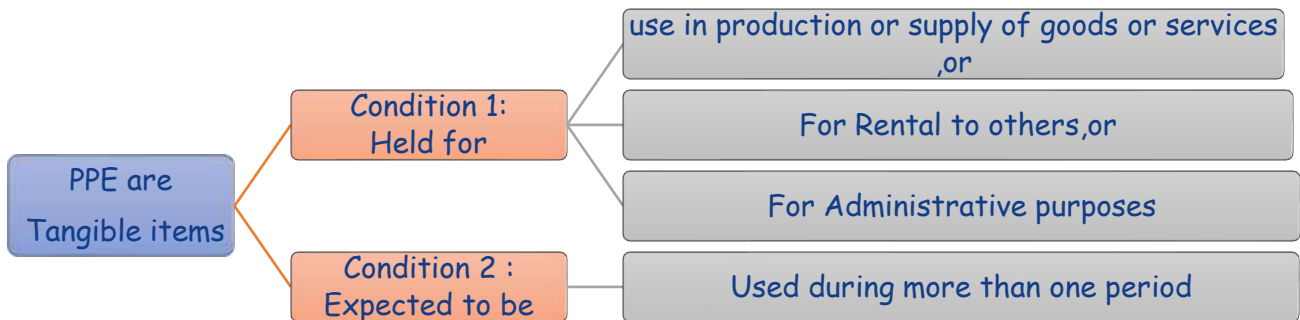 PPE are
Tangible items
Condition 1:
Held for
use in production or supply of goods or services
,or
For Rental to others,or
For Administrative purposes
Condition 2 :
Expected to be
Used during more than one period